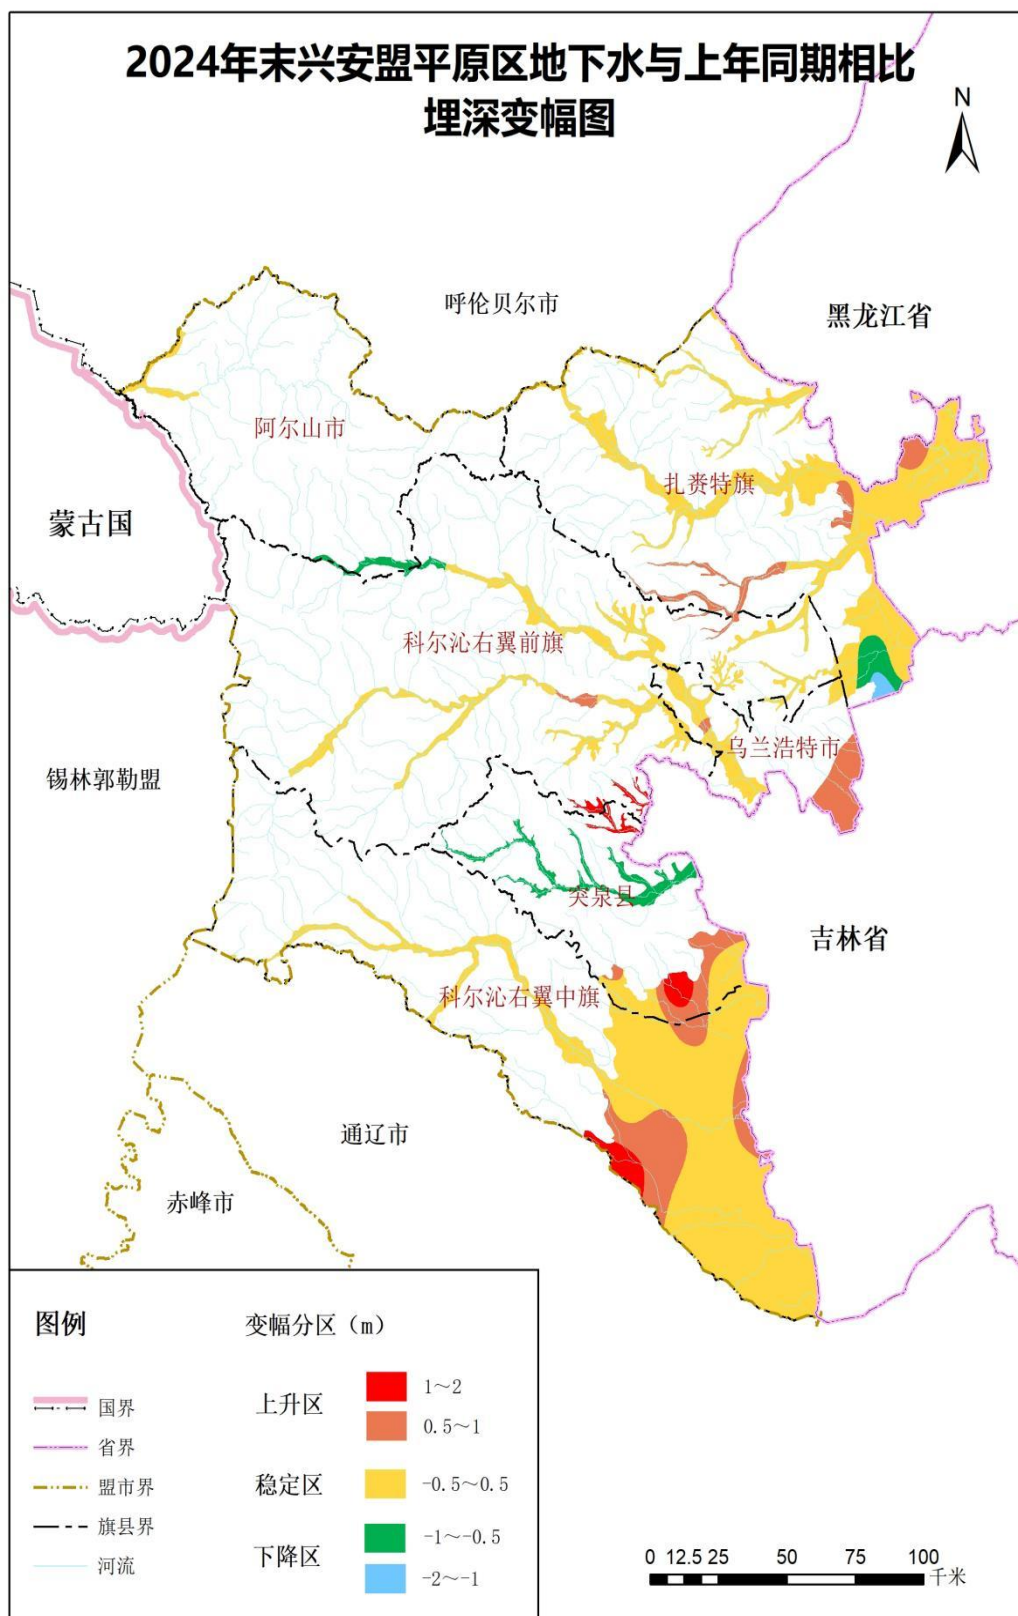 2024年末兴安盟平原区地下水与上年同期相比
埋深变幅图
N
呼伦贝尔市
黑龙江省
阿尔山市
扎赉特旗
蒙古国
科尔沁右翼前旗
乌兰浩特市
锡林郭勒盟
突泉县
吉林省
科尔沁右翼中旗
通辽市
赤峰市
图例
变幅分区（m）
国界
省界
盟市界
旗县界
河流
上升区
1～2
0.5～1
稳定区
-0.5～0.5
下降区
-1～-0.5
-2～-1
0 12.5 25 50 75 100
千米